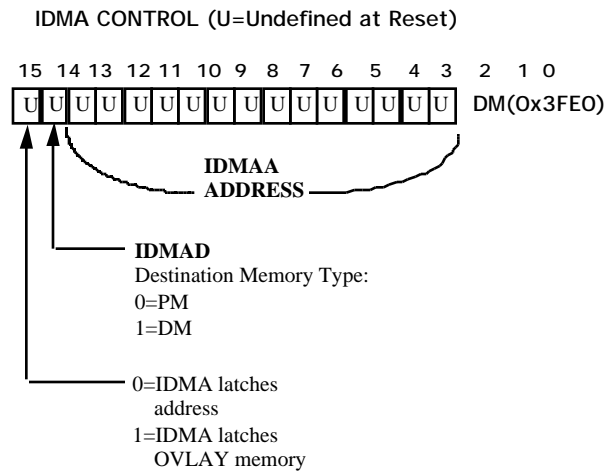 IDMA CONTROL (U=Undefined at Reset)
15 14 13 12 11 10 9 8 7 6 5 4 3 2 1 0
U U U U U U U U U U U U U U U U DM(0x3FE0)
IDMAA
ADDRESS
IDMAD
Destination Memory Type:
0=PM
1=DM
0=IDMA latches
address
1=IDMA latches
OVLAY memory